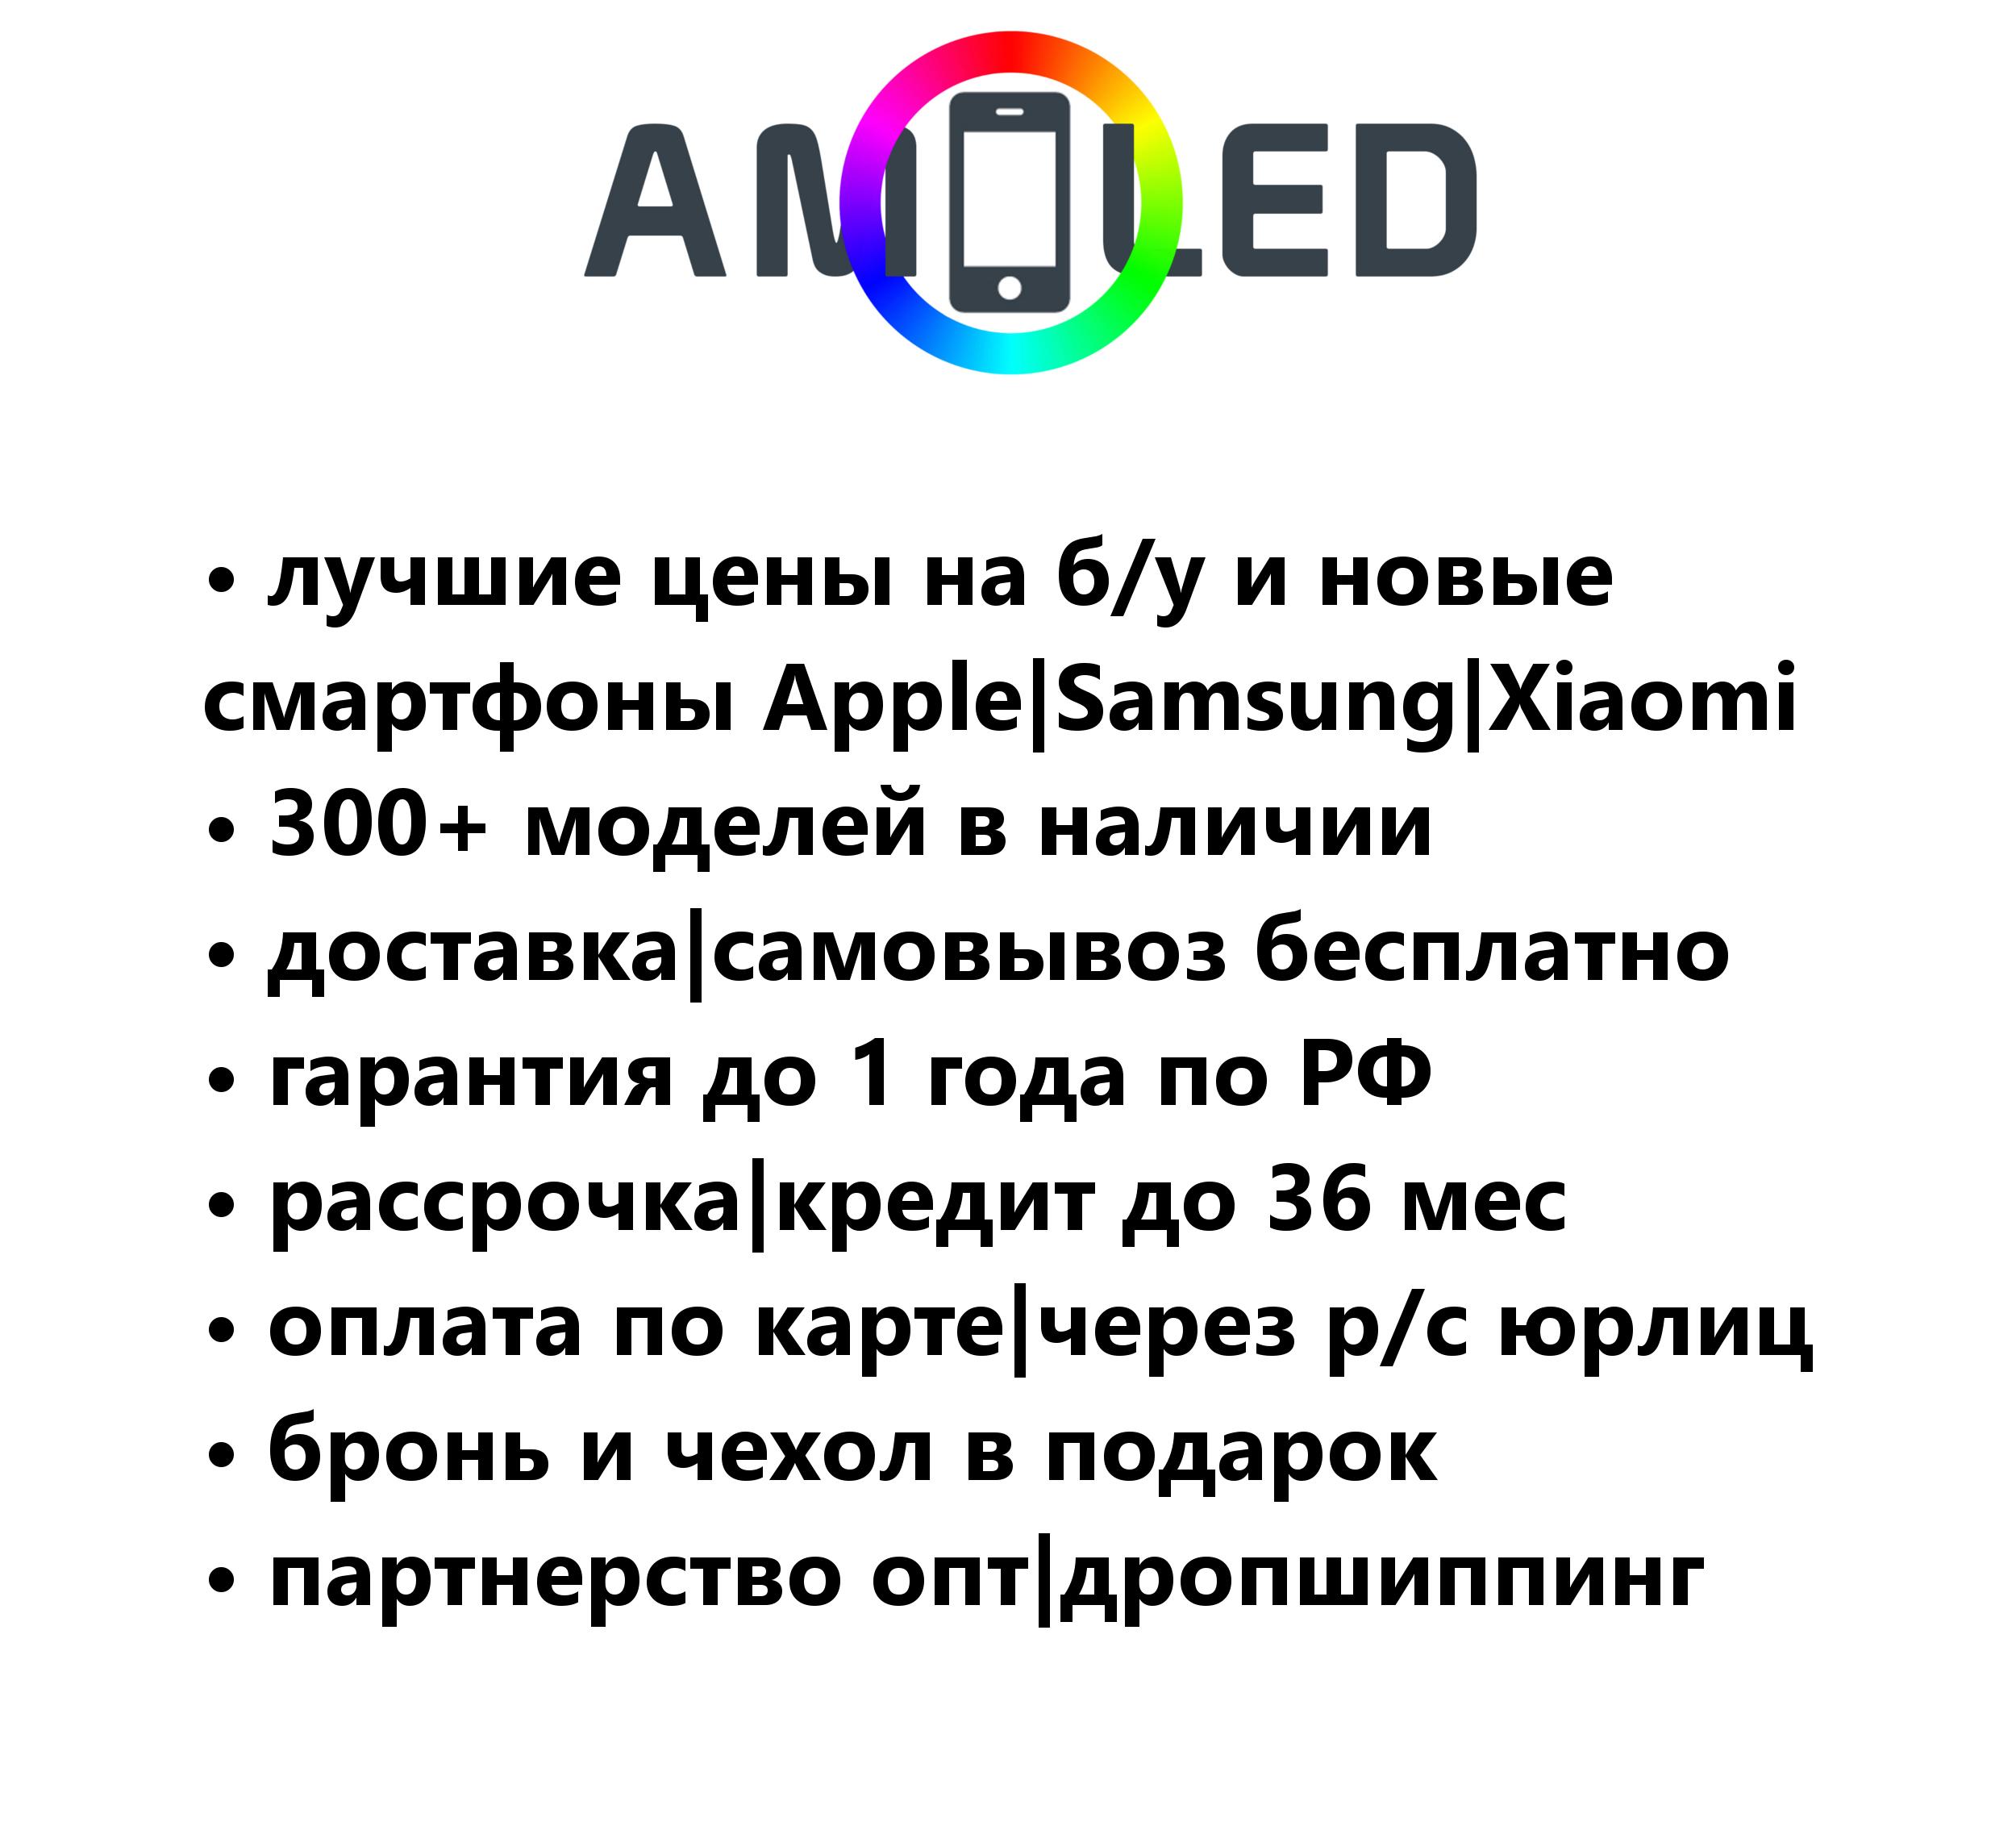 AMOLED
• лучшие цены на б/у и новые
смартфоны Apple|Samsung|Xiaomi
• 300+ моделей в наличии
• доставка|самовывоз бесплатно
• гарантия до 1 года по РФ
• рассрочка|кредит до 36 мес
• оплата по карте|через р/с юрлиц
• бронь и чехол в подарок
• партнерство опт|дропшиппинг